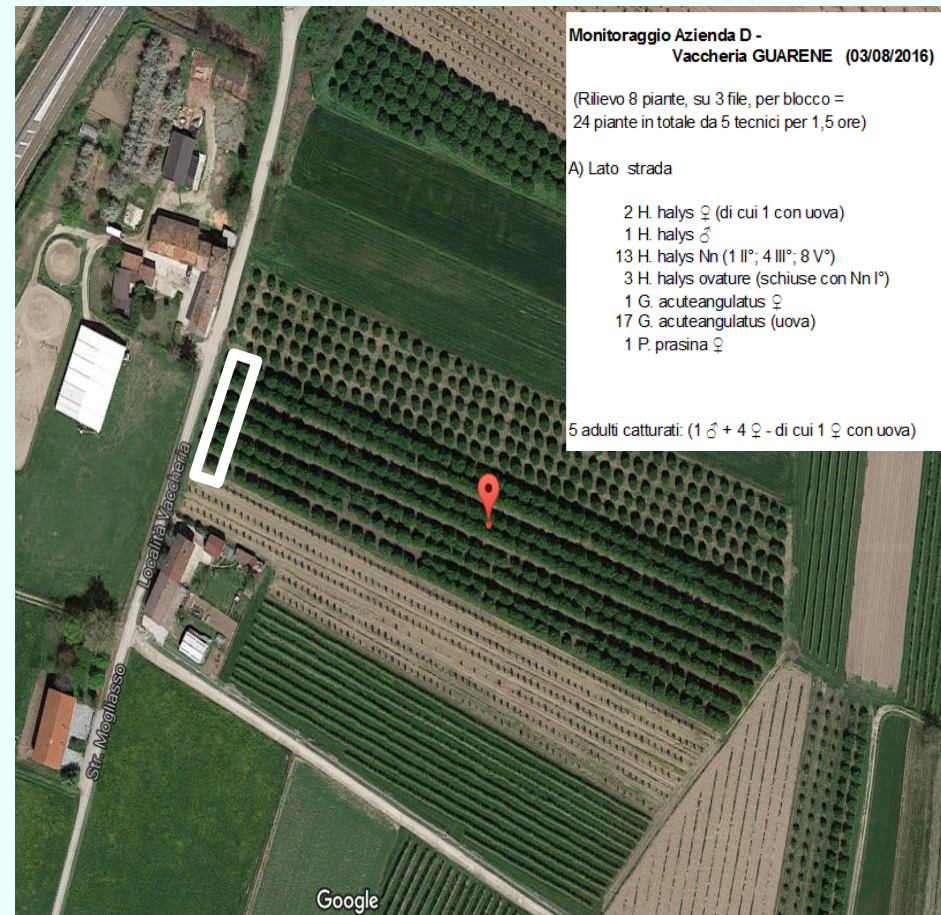 Monitoraggio Azienda D -
Vaccheria GUARENE (03/08/2016)
(Rilievo 8 piante, su 3 file, per blocco =
24 piante in totale da 5 tecnici per 1,5 ore)
A) Lato strada
2 H. halys ♀ (di cui 1 con uova)
1 H. halys ♂
13 H. halys Nn (1 II°; 4 III°; 8 V°)
3 H. halys ovature (schiuse con Nn I°)
1 G. acuteangulatus ♀
17 G. acuteangulatus (uova)
1 P. prasina ♀
5 adulti catturati: (1 ♂ + 4 ♀ - di cui 1 ♀ con uova)
Località Vaccheria
Str. Mogliasso
Google